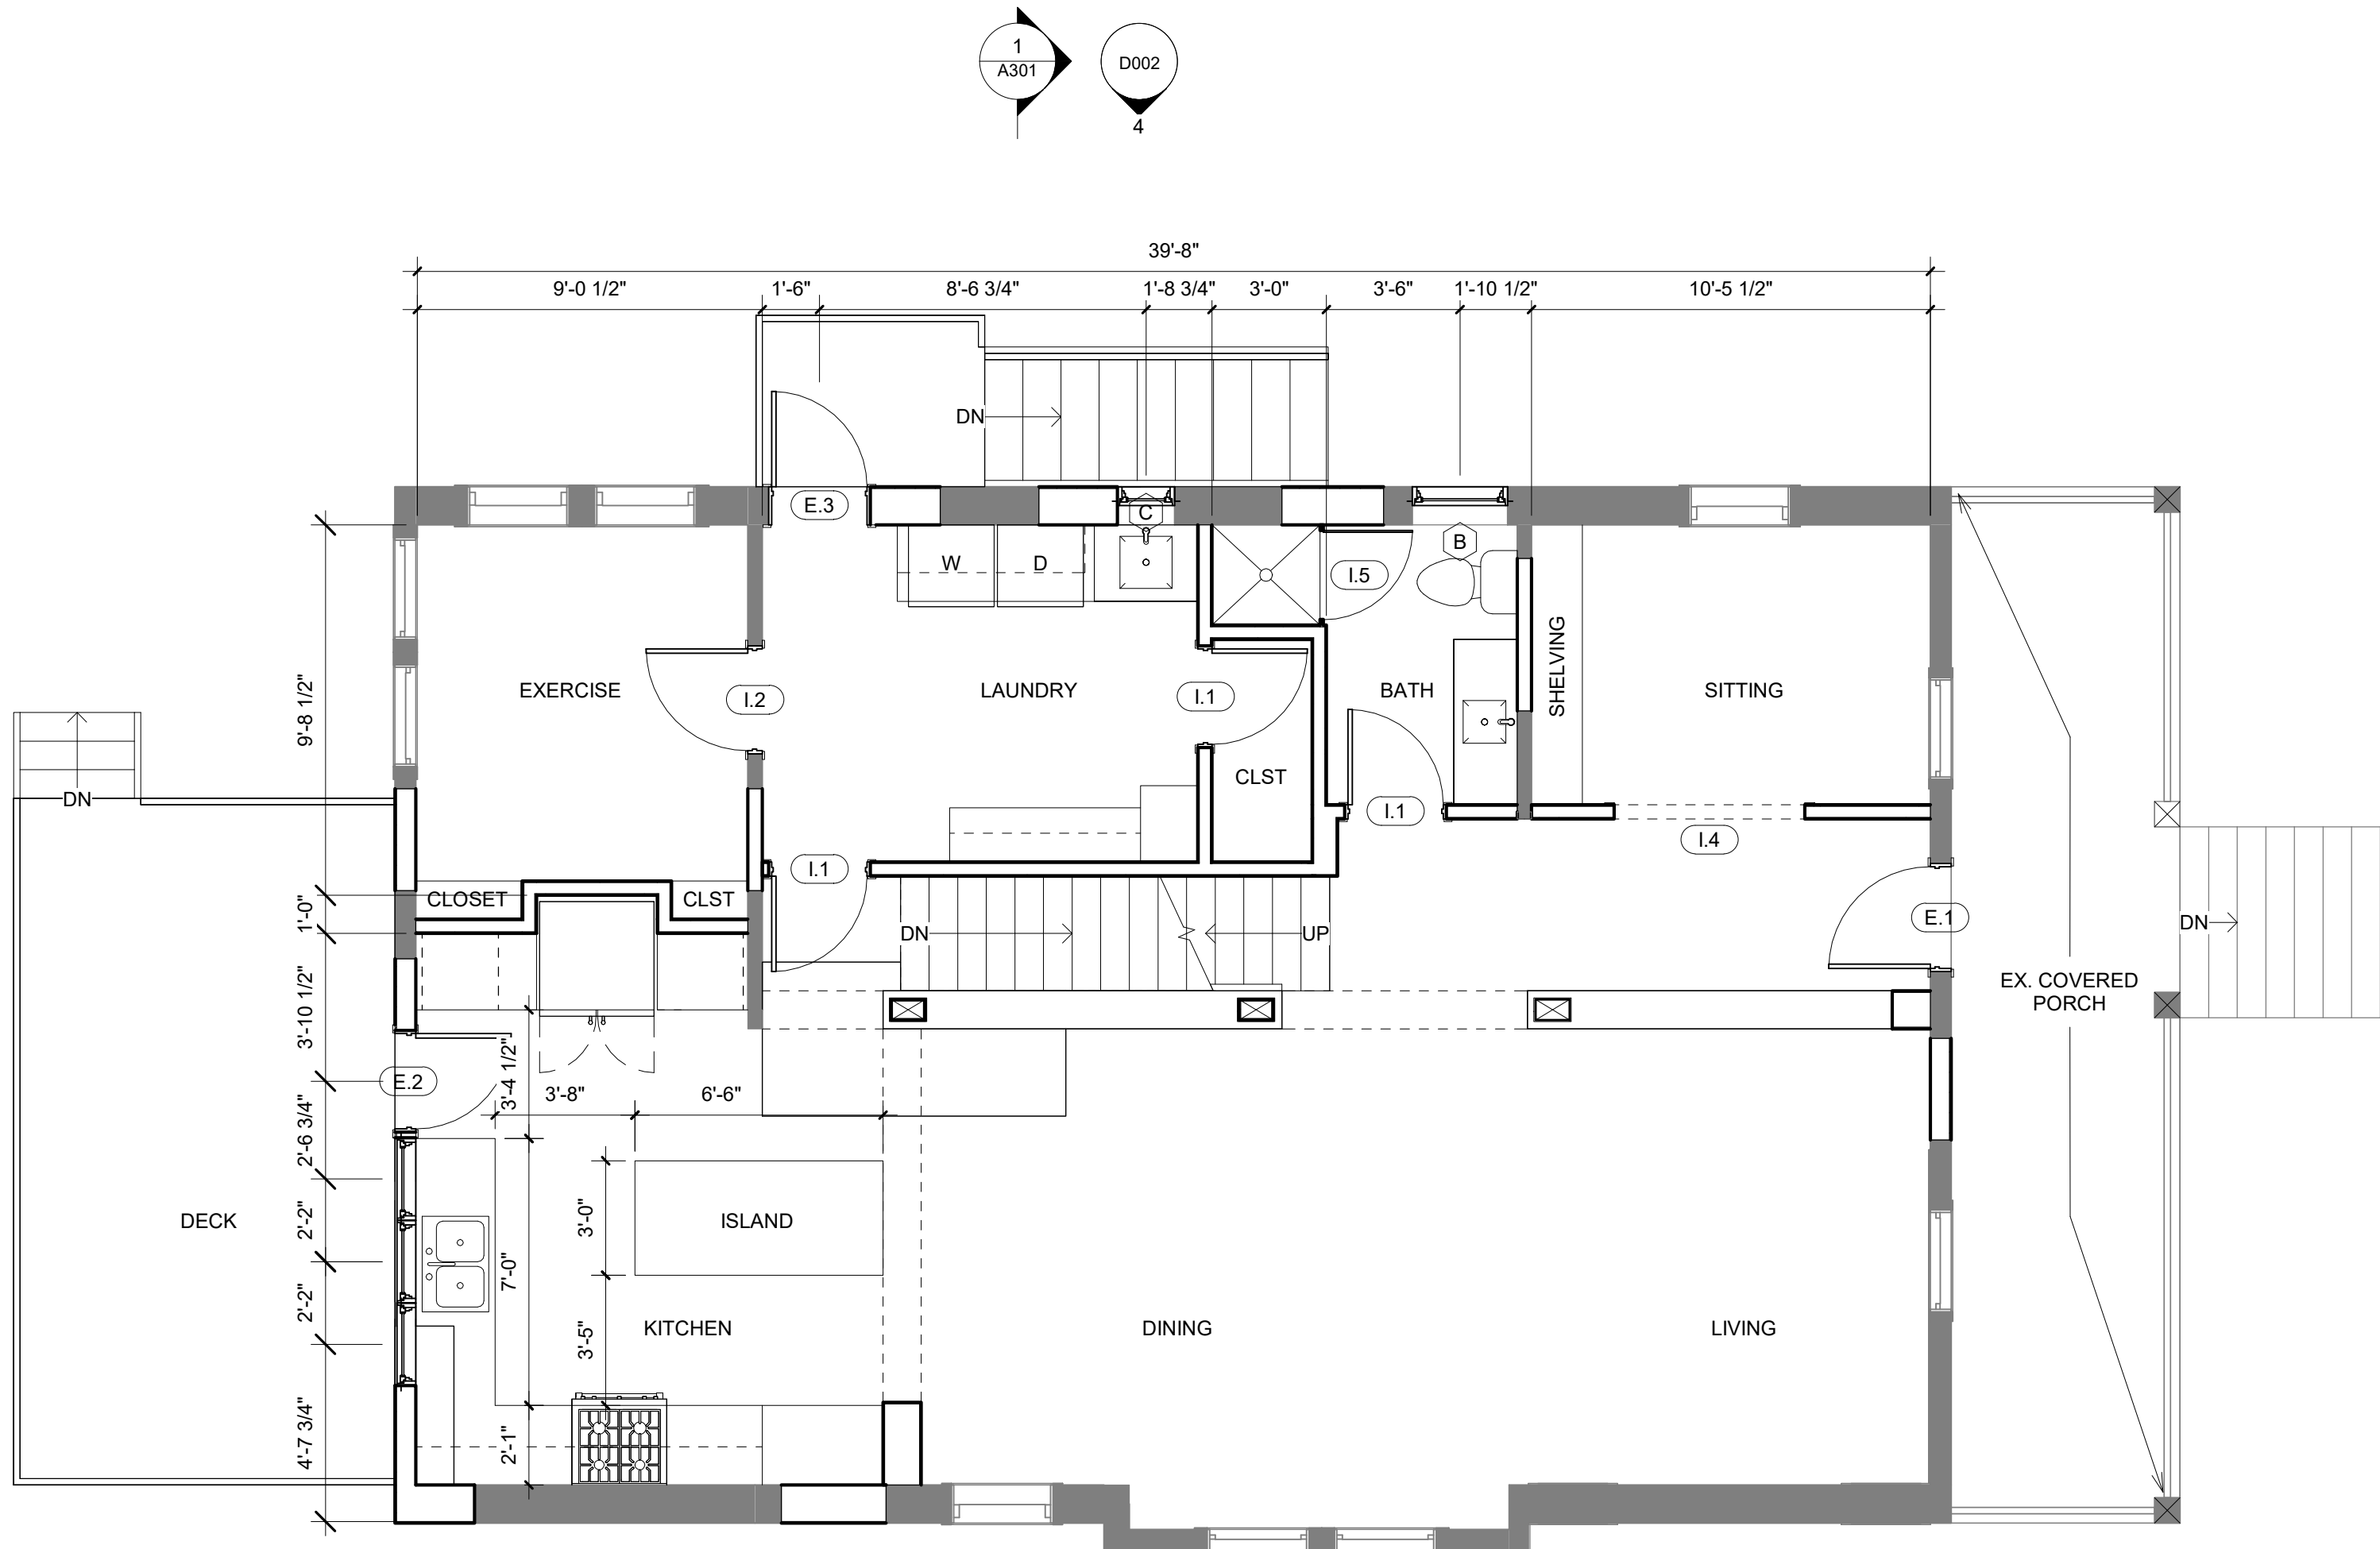 1
A301
D002
4
39'-8"
9'-0 1/2"
1'-6"
8'-6 3/4"
1'-8 3/4"
3'-0"
3'-6"
1'-10 1/2"
10'-5 1/2"
DN
E.3
C
W
D
I.5
B
EXERCISE
I.2
LAUNDRY
I.1
BATH
SHELVING
SITTING
9'-8 1/2"
CLST
DN
I.1
I.4
I.1
CLOSET
CLST
1'-0"
DN
UP
E.1
DN
EX. COVERED
PORCH
3'-10 1/2"
E.2
3'-4 1/2"
3'-8"
6'-6"
2'-6 3/4"
DECK
2'-2"
3'-0"
ISLAND
7'-0"
2'-2"
3'-5"
KITCHEN
DINING
LIVING
4'-7 3/4"
2'-1"